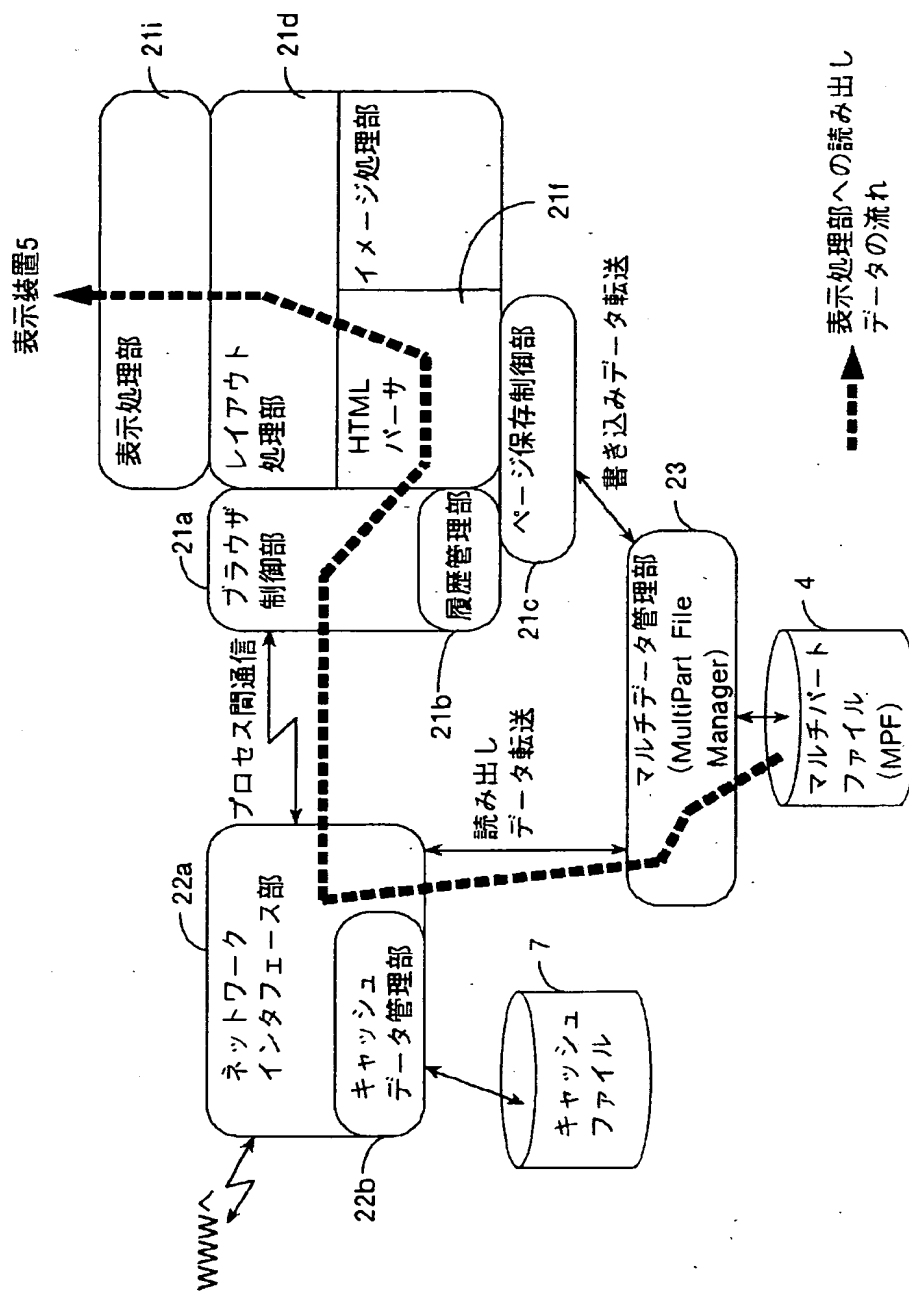 表示装置5
表示処理部
21i
レイアウト
処理部
21d
HTML
パーサ
イメージ処理部
21f
21a
ブラウザ
制御部
履歴管理部
21b
ページ保存制御部
21c
プロセス間通信
書き込みデータ転送
22a
ネットワーク
インタフェース部
キャッシュ
データ管理部
22b
WWWへ
読み出し
データ転送
23
マルチデータ管理部
(MultiPart File
Manager)
4
マルチパート
ファイル
(MPF)
7
キャッシュ
ファイル
表示処理部への読み出し
データの流れ